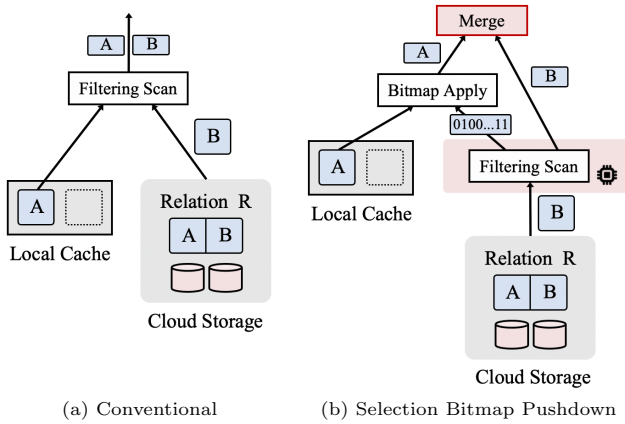 A B
Filtering Scan
B
A
Local Cache
Relation R
A B
Cloud Storage
(a) Conventional
Merge
A
B
Bitmap Apply
0100...11
Filtering Scan
A
Local Cache
B
Relation R
A B
Cloud Storage
(b) Selection Bitmap Pushdown